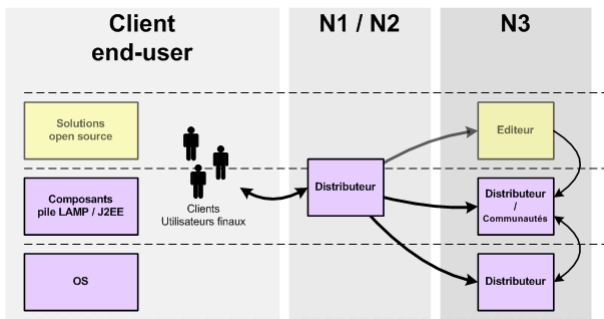 Client
end-user
N1 / N2
N3
Solutions
open source
Editeur
Composants
pile LAMP / J2EE
Clients
Utilisateurs finaux
Distributeur
Distributeur
/
Communautés
OS
Distributeur